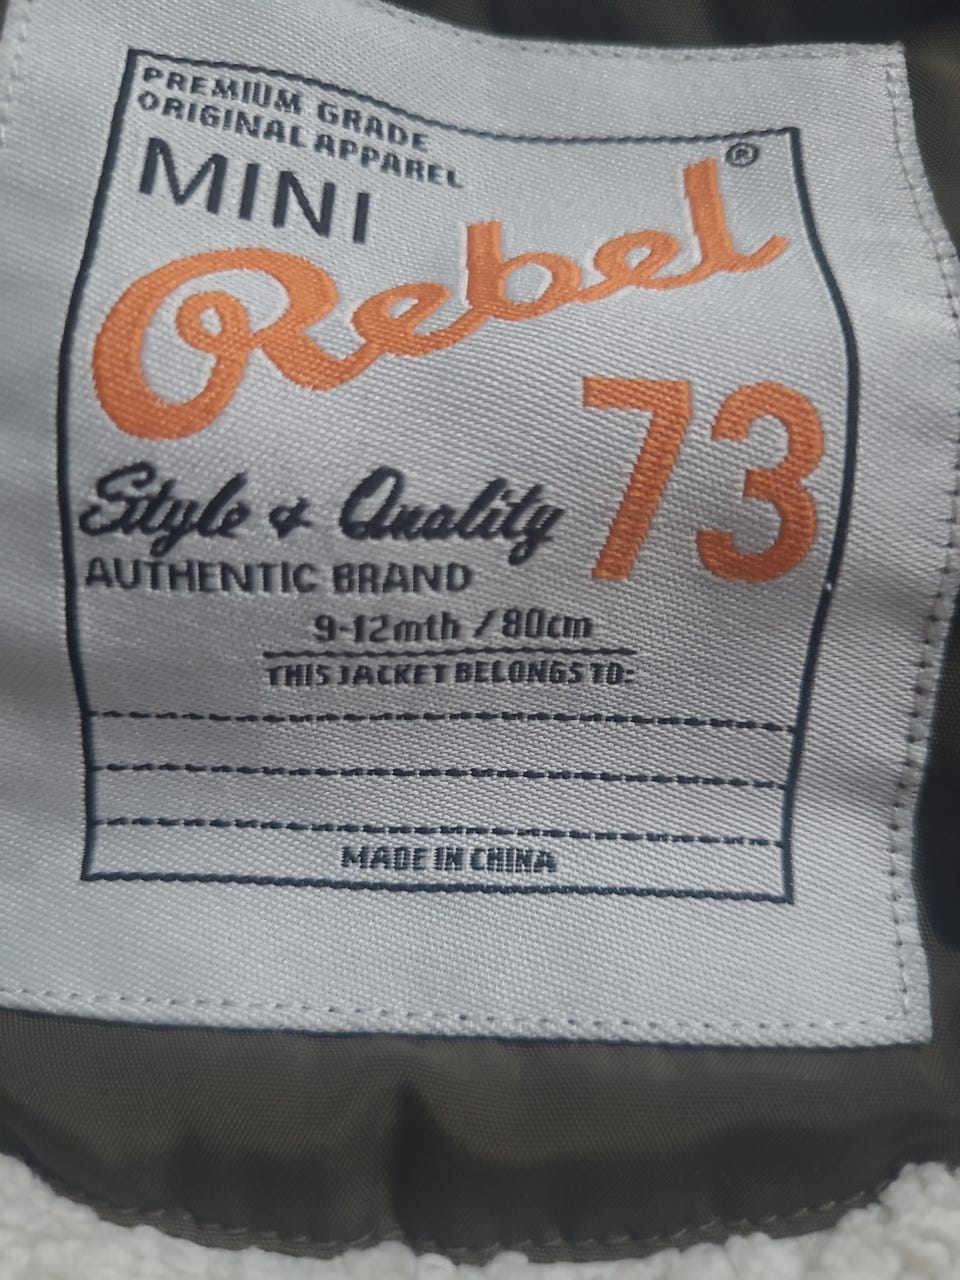 PREMIUM GRADE
ORIGINAL APPAREL
MINI
Rebel®
73
Style & Quality
AUTHENTIC BRAND
9-12mth / 80cm
THIS JACKET BELONGS TO:
MADE IN CHINA